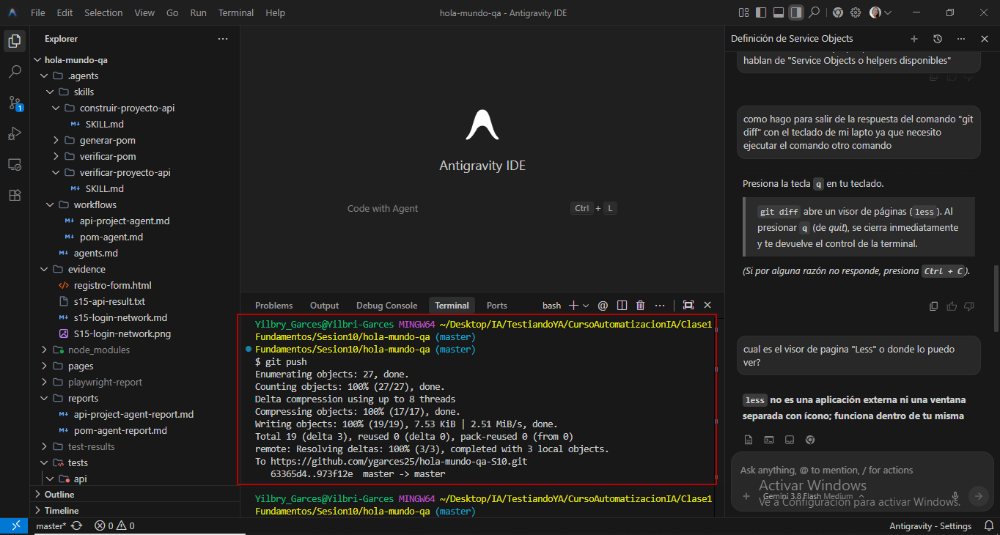 File Edit Selection View Go Run Terminal Help
hola-mundo-qa - Antigravity IDE
Explorer
hola-mundo-qa
.agents
skills
construir-proyecto-api
SKILL.md
generar-pom
verificar-pom
verificar-proyecto-api
SKILL.md
workflows
api-project-agent.md
pom-agent.md
agents.md
evidence
registro-form.html
s15-api-result.txt
s15-login-network.md
S15-login-network.png
node_modules
pages
playwright-report
reports
api-project-agent-report.md
pom-agent-report.md
test-results
tests
api
Outline
Timeline
1
Antigravity IDE
Code with Agent Ctrl + L
Problems Output Debug Console Terminal Ports bash
Yilbry_Garces@Yilbri-Garces MINGW64 ~/Desktop/IA/TestiandoYA/CursoAutomatizacionIA/Clase1
Fundamentos/Sesion10/hola-mundo-qa (master)
Fundamentos/Sesion10/hola-mundo-qa (master)
$ git push
Enumerating objects: 27, done.
Counting objects: 100% (27/27), done.
Delta compression using up to 8 threads
Compressing objects: 100% (17/17), done.
Writing objects: 100% (19/19), 7.53 KiB | 2.51 MiB/s, done.
Total 19 (delta 3), reused 0 (delta 0), pack-reused 0 (from 0)
remote: Resolving deltas: 100% (3/3), completed with 3 local objects.
To https://github.com/ygarces25/hola-mundo-qa-S10.git
63365d4..973f12e master -> master
Yilbry_Garces@Yilbri-Garces MINGW64 ~/Desktop/IA/TestiandoYA/CursoAutomatizacionIA/Clase1
Fundamentos/Sesion10/hola-mundo-qa (master)
Definición de Service Objects
hablan de "Service Objects o helpers disponibles"
como hago para salir de la respuesta del comando "git
diff" con el teclado de mi lapto ya que necesito
ejecutar el comando otro comando
Presiona la tecla q en tu teclado.
git diff abre un visor de páginas ( less ). Al
presionar q (de quit), se cierra inmediatamente
y te devuelve el control de la terminal.
(Si por alguna razón no responde, presiona Ctrl + C ).
cual es el visor de pagina "Less" o donde lo puedo
ver?
less no es una aplicación externa ni una ventana
separada con ícono; funciona dentro de tu misma
Ask anything, @ to mention, / for actions
Activar Windows
Gemini 3.8 Flash Medium
Ve a Configuración para activar Windows.
master* 0 0
Antigravity - Settings